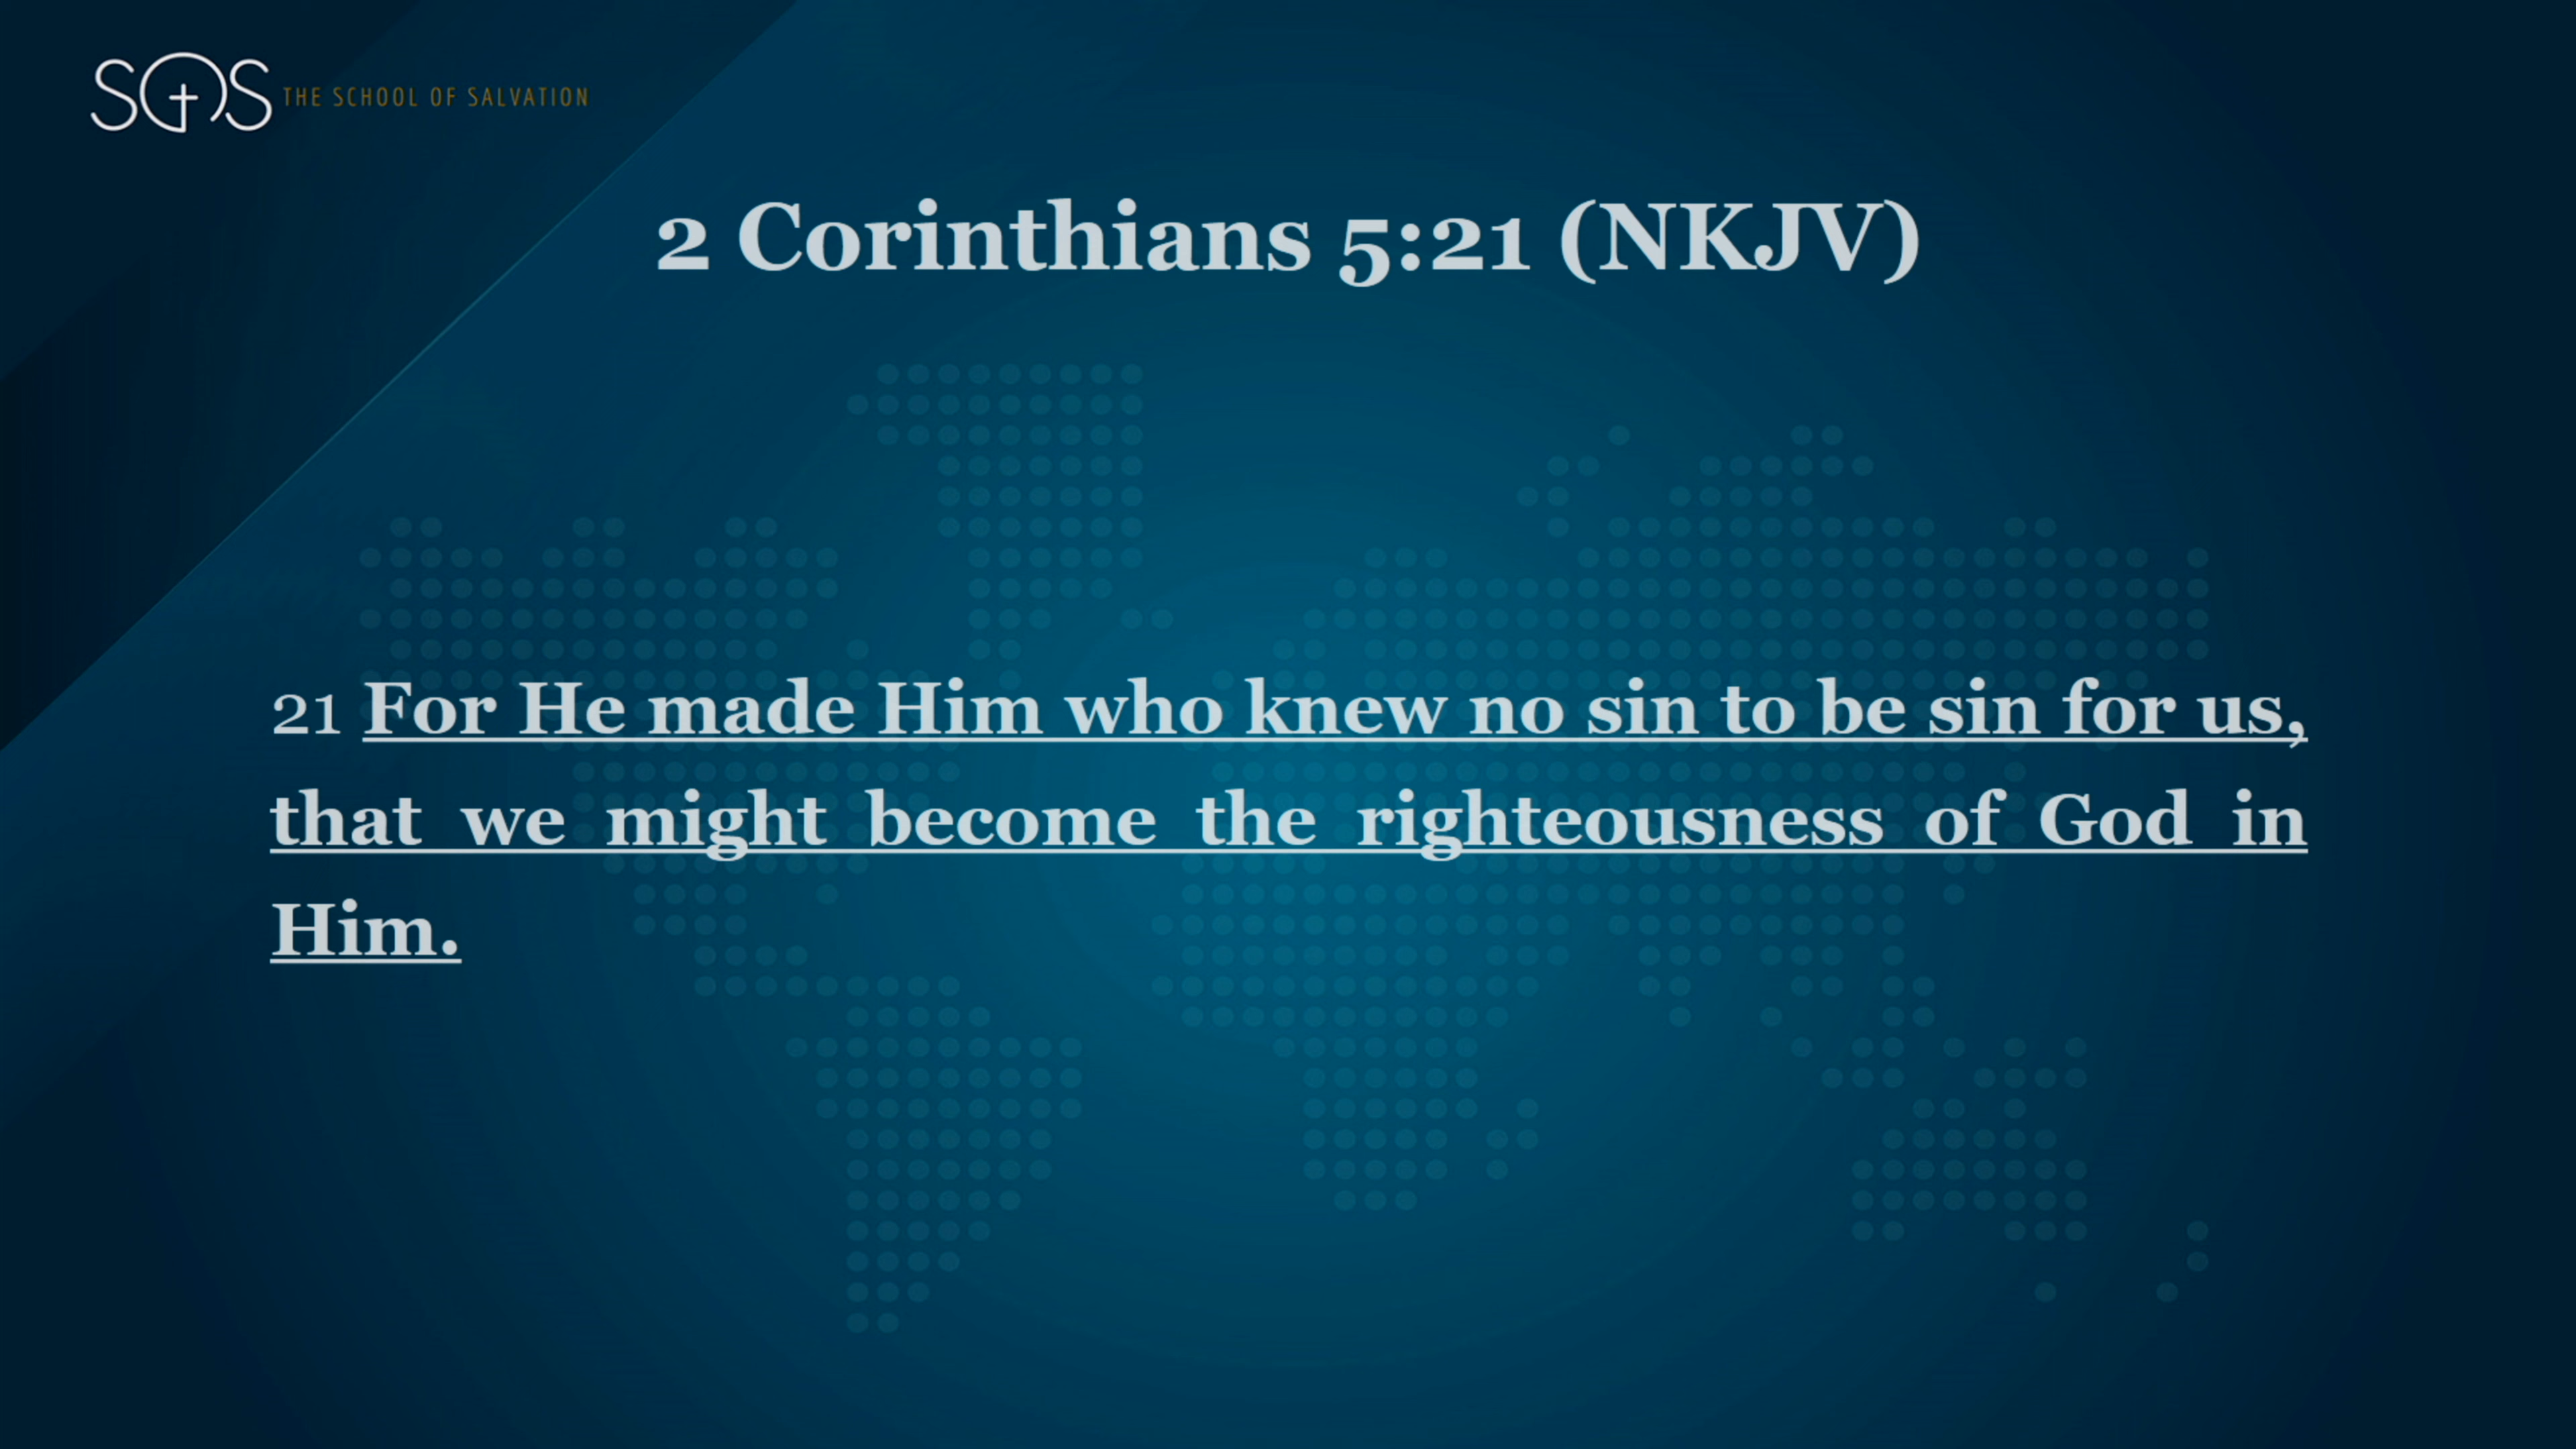 SOS THE SCHOOL OF SALVATION
2 Corinthians 5:21 (NKJV)
21 For He made Him who knew no sin to be sin for us,
that we might become the righteousness of God in
Him.